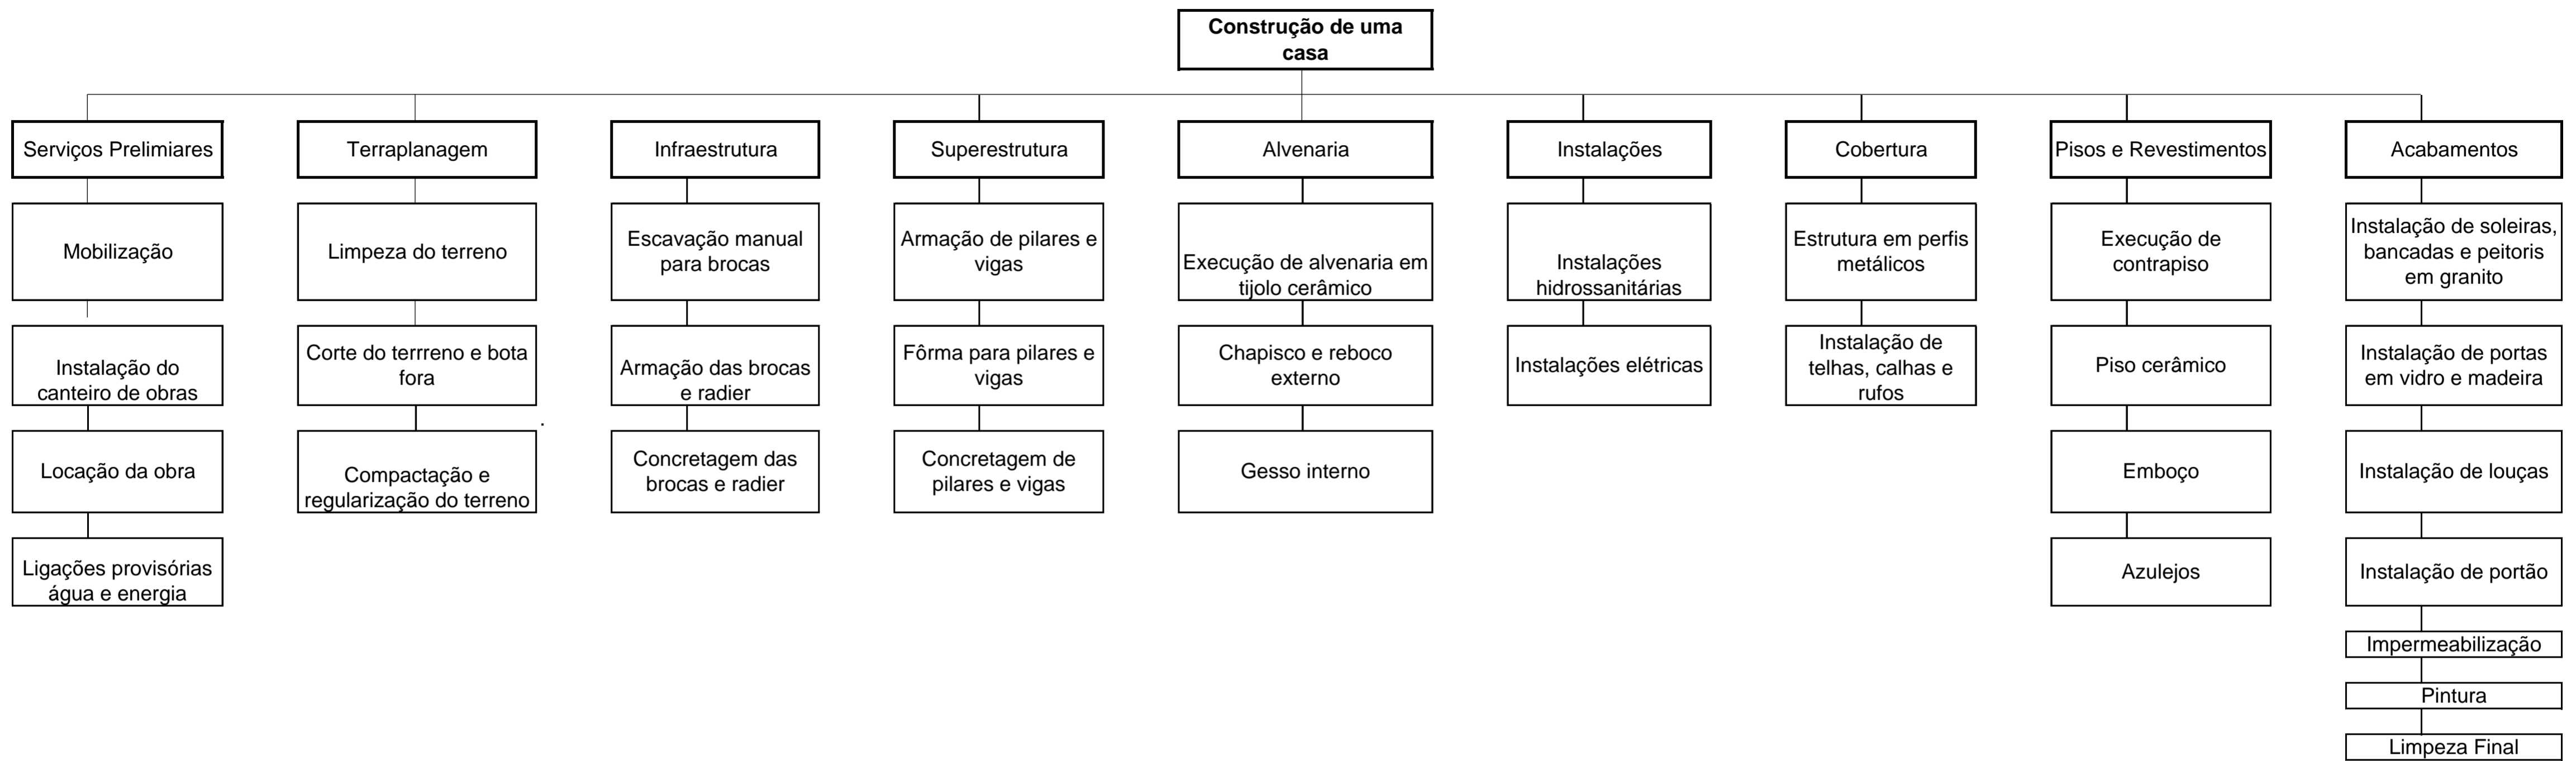 Construção de uma
casa
Serviços Prelimiares
Terraplanagem
Infraestrutura
Superestrutura
Alvenaria
Instalações
Cobertura
Pisos e Revestimentos
Acabamentos
Mobilização
Limpeza do terreno
Escavação manual
para brocas
Armação de pilares e
vigas
Execução de alvenaria em
tijolo cerâmico
Instalações
hidrossanitárias
Estrutura em perfis
metálicos
Execução de
contrapiso
Instalação de soleiras,
bancadas e peitoris
em granito
Instalação do
canteiro de obras
Corte do terrreno e bota
fora
Armação das brocas
e radier
Fôrma para pilares e
vigas
Chapisco e reboco
externo
Instalações elétricas
Instalação de
telhas, calhas e
rufos
Piso cerâmico
Instalação de portas
em vidro e madeira
.
Locação da obra
Compactação e
regularização do terreno
Concretagem das
brocas e radier
Concretagem de
pilares e vigas
Gesso interno
Emboço
Instalação de louças
Ligações provisórias
água e energia
Azulejos
Instalação de portão
Impermeabilização
Pintura
Limpeza Final